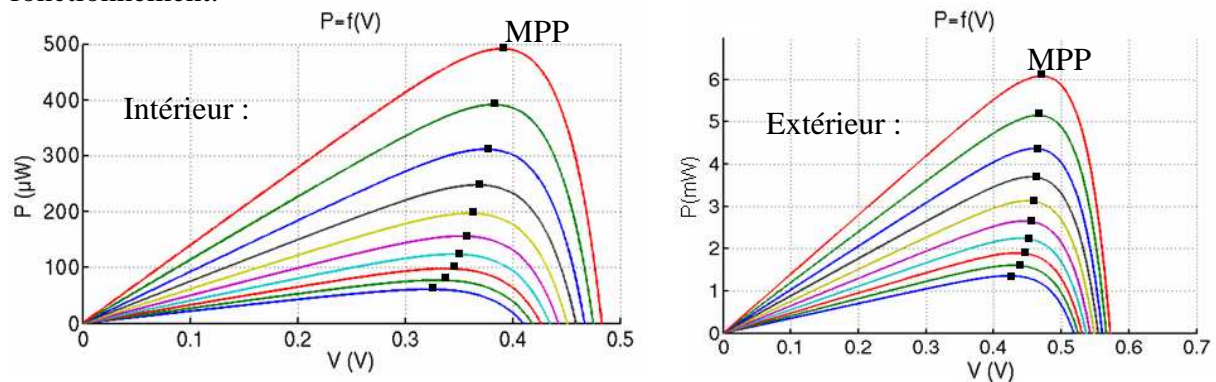 fonctionnement.
P=f(V)
MPP
Intérieur :
P (µW)
500
400
300
200
100
0
0
0.1
0.2
0.3
0.4
0.5
V (V)
P=f(V)
MPP
Extérieur :
P(mW)
6
5
4
3
2
1
0
0
0.1
0.2
0.3
0.4
0.5
0.6
0.7
V (V)